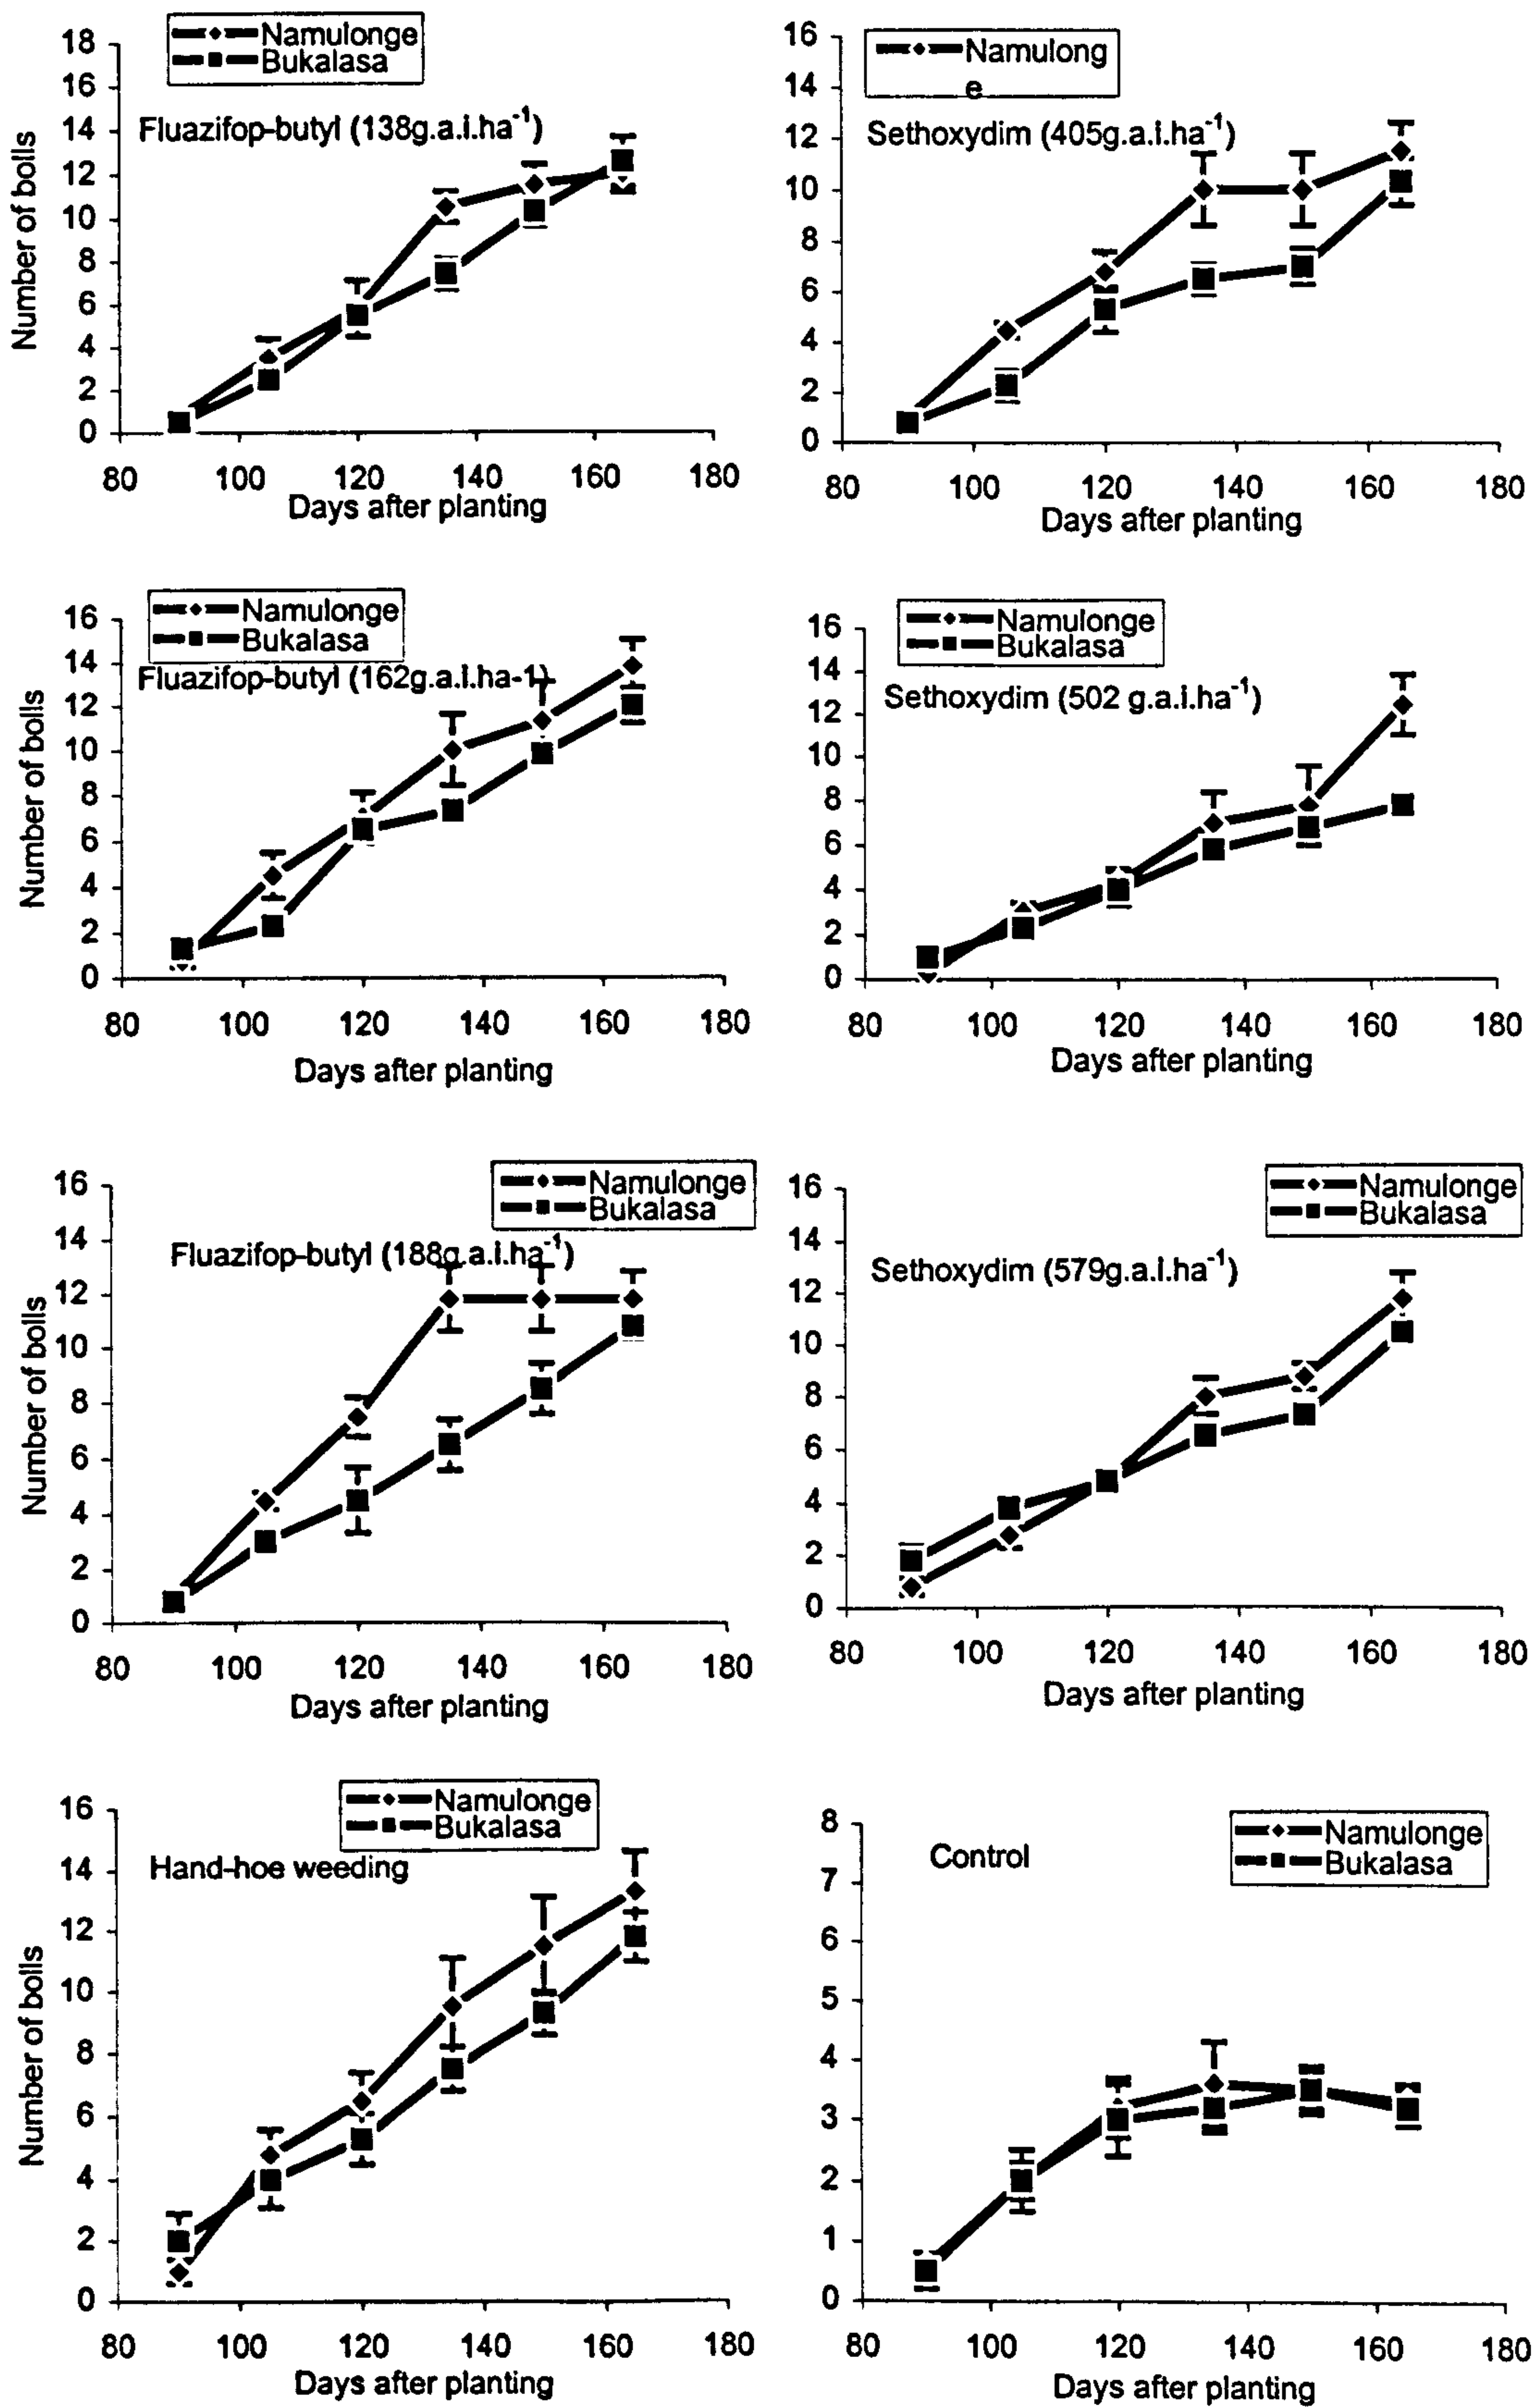 Namulonge
Bukalasa
Fluazifop-butyl (138g.a.i.ha-1)
Number of bolls
18
16
14
12
10
8
6
4
2
0
80 100 120 140 160 180
Days after planting
Namulong
e
Sethoxydim (405g.a.i.ha-1)
16
14
12
10
8
6
4
2
0
80 100 120 140 160 180
Days after planting
Namulonge
Bukalasa
Fluazifop-butyl (162g.a.i.ha-1)
Number of bolls
16
14
12
10
8
6
4
2
0
80 100 120 140 160 180
Days after planting
Namulonge
Bukalasa
Sethoxydim (502 g.a.i.ha-1)
16
14
12
10
8
6
4
2
0
80 100 120 140 160 180
Days after planting
Namulonge
Bukalasa
Fluazifop-butyl (188g.a.i.ha-1)
Number of bolls
16
14
12
10
8
6
4
2
0
80 100 120 140 160 180
Days after planting
Namulonge
Bukalasa
Sethoxydim (579g.a.i.ha-1)
16
14
12
10
8
6
4
2
0
80 100 120 140 160 180
Days after planting
Namulonge
Bukalasa
Hand-hoe weeding
Number of bolls
16
14
12
10
8
6
4
2
0
80 100 120 140 160 180
Days after planting
Namulonge
Bukalasa
Control
8
7
6
5
4
3
2
1
0
80 100 120 140 160 180
Days after planting